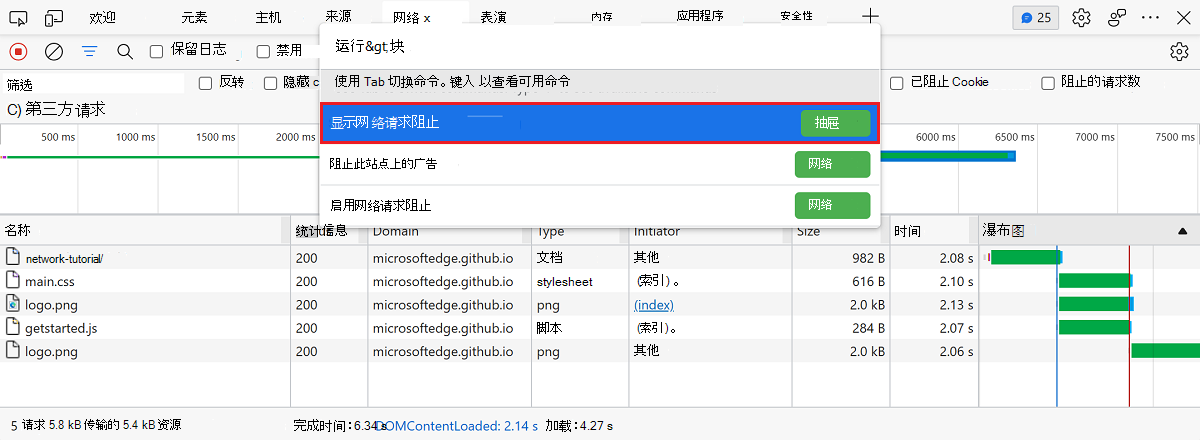 欢迎 元素 主机 来源 网络 x 表演 内存 应用程序 安全性 25
保留日志 禁用
运行&gt 块
筛选 反转 隐藏 c 已阻止 Cookie 阻止的请求数
使用 Tab 切换命令。键入 以查看可用命令
C) 第三方请求
显示网络请求阻止 抽屉
500 ms 1000 ms 1500 ms 2000 ms 6000 ms 6500 ms 7500 ms
阻止此站点上的广告 网络
启用网络请求阻止 网络
名称 统计信息 Domain Type Initiator Size 时间 瀑布图
network-tutorial/ 200 microsoftedge.github.io 文档 其他 982 B 2.08 s
main.css 200 microsoftedge.github.io stylesheet (索引) 。 616 B 2.10 s
logo.png 200 microsoftedge.github.io png (index) 2.0 kB 2.13 s
getstarted.js 200 microsoftedge.github.io 脚本 (索引) 。 284 B 2.07 s
logo.png 200 microsoftedge.github.io png 其他 2.0 kB 2.06 s
5 请求 5.8 kB传输的 5.4 kB资源 完成时间:6.34 s DOMContentLoaded: 2.14 s 加载:4.27 s